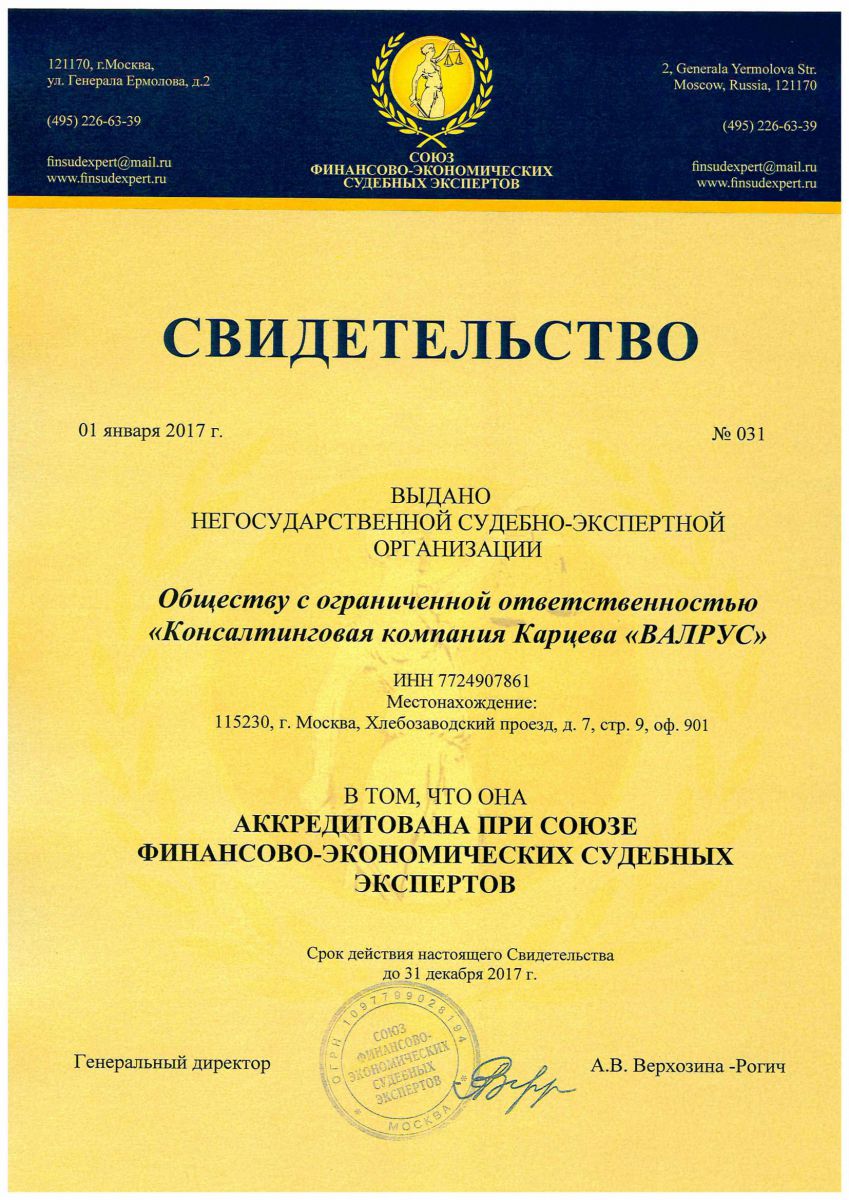 121170, г.Москва,
ул. Генерала Ермолова, д.2
(495) 226-63-39
finsudexpert@mail.ru
www.finsudexpert.ru
СОЮЗ
ФИНАНСОВО-ЭКОНОМИЧЕСКИХ
СУДЕБНЫХ ЭКСПЕРТОВ
2, Generala Yermolova Str.
Moscow, Russia, 121170
(495) 226-63-39
finsudexpert@mail.ru
www.finsudexpert.ru
СВИДЕТЕЛЬСТВО
01 января 2017 г.
№ 031
ВЫДАНО
НЕГОСУДАРСТВЕННОЙ СУДЕБНО-ЭКСПЕРТНОЙ
ОРГАНИЗАЦИИ
Обществу с ограниченной ответственностью
«Консалтинговая компания Карцева «ВАЛРУС»
ИНН 7724907861
Местонахождение:
115230, г. Москва, Хлебозаводский проезд, д. 7, стр. 9, оф. 901
В ТОМ, ЧТО ОНА
АККРЕДИТОВАНА ПРИ СОЮЗЕ
ФИНАНСОВО-ЭКОНОМИЧЕСКИХ СУДЕБНЫХ
ЭКСПЕРТОВ
Срок действия настоящего Свидетельства
до 31 декабря 2017 г.
Генеральный директор
ОГРН 1097799028194
СОЮЗ
ФИНАНСОВО-
ЭКОНОМИЧЕСКИХ
СУДЕБНЫХ
ЭКСПЕРТОВ
* МОСКВА *
А.В. Верхозина -Рогич